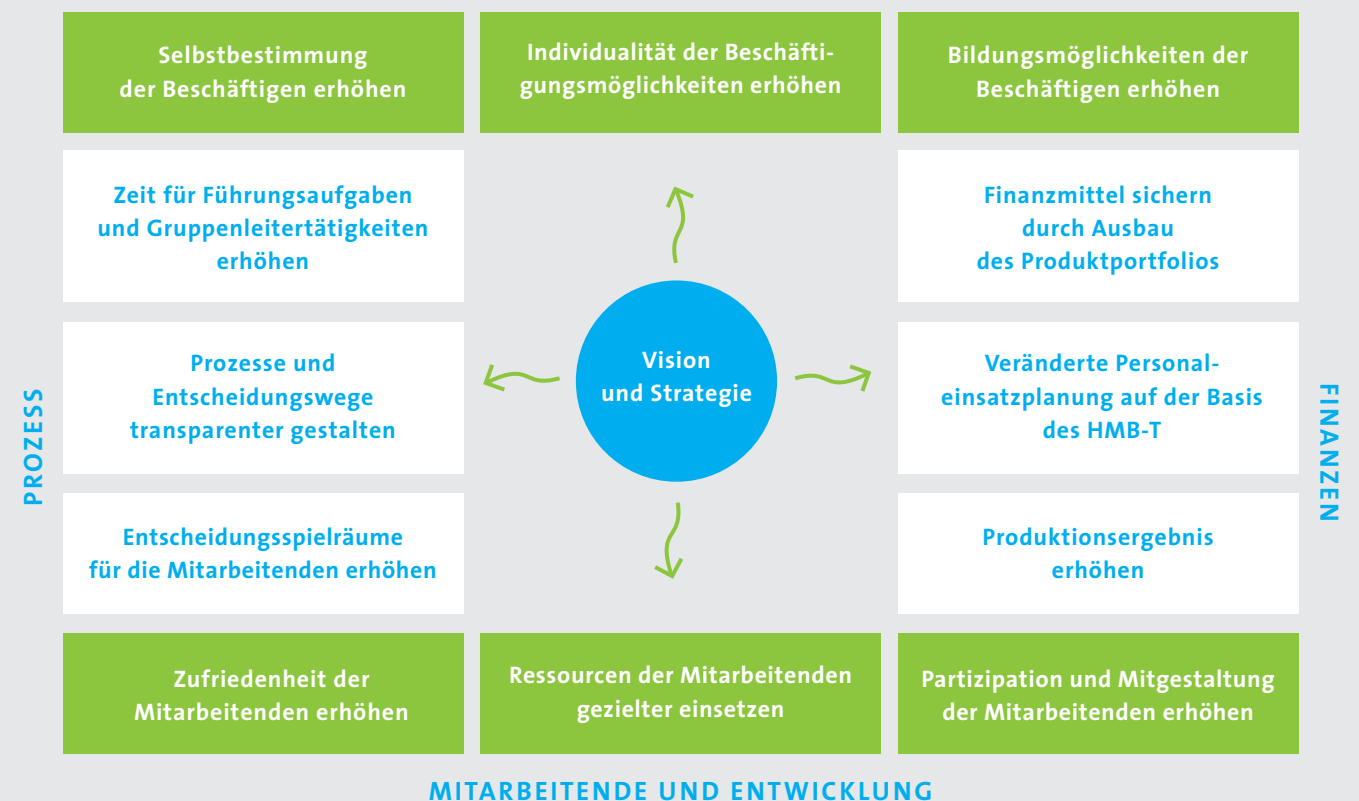 Selbstbestimmung
der Beschäftigen erhöhen
Individualität der Beschäfti-
gungsmöglichkeiten erhöhen
Bildungsmöglichkeiten der
Beschäftigen erhöhen
Zeit für Führungsaufgaben
und Gruppenleitertätigkeiten
erhöhen
Finanzmittel sichern
durch Ausbau
des Produktportfolios
PROZESS
Prozesse und
Entscheidungswege
transparenter gestalten
Vision
und Strategie
Veränderte Personal-
einsatzplanung auf der Basis
des HMB-T
FINANZEN
Entscheidungsspielräume
für die Mitarbeitenden erhöhen
Produktionsergebnis
erhöhen
Zufriedenheit der
Mitarbeitenden erhöhen
Ressourcen der Mitarbeitenden
gezielter einsetzen
Partizipation und Mitgestaltung
der Mitarbeitenden erhöhen
MITARBEITENDE UND ENTWICKLUNG